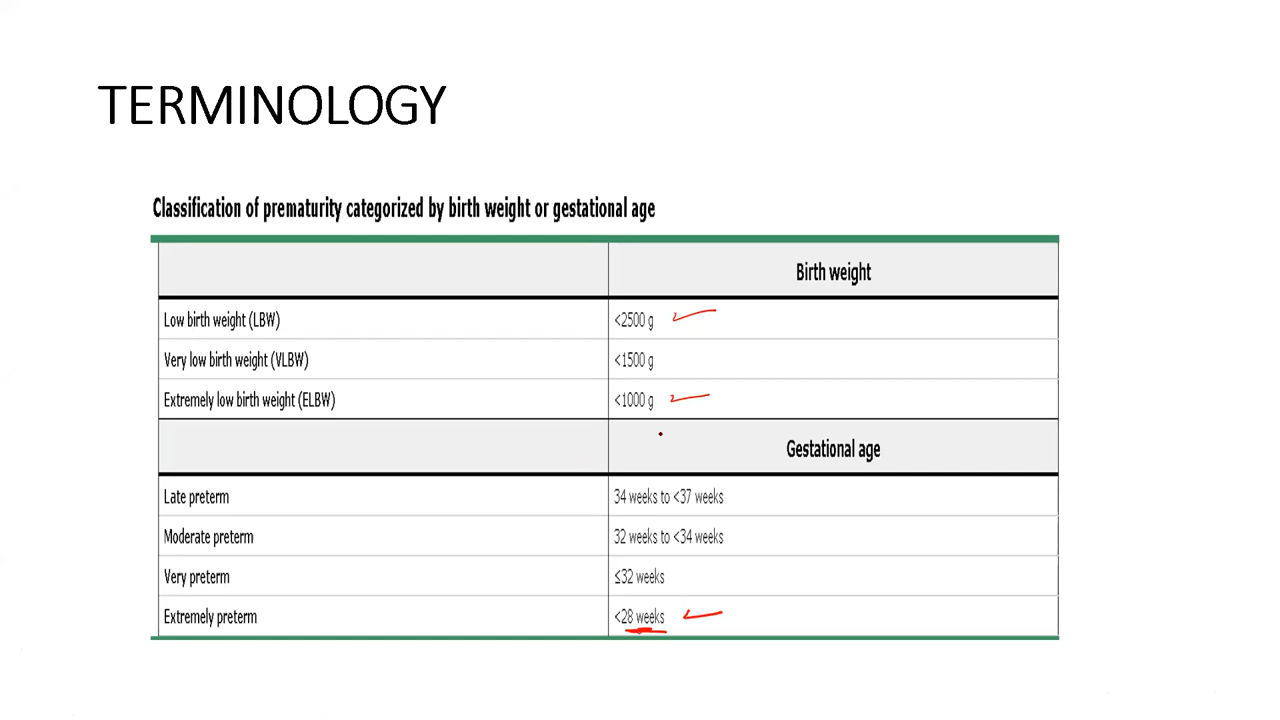 TERMINOLOGY
Classification of prematurity categorized by birth weight or gestational age
Birth weight
Low birth weight (LBW) <2500 g
Very low birth weight (VLBW) <1500 g
Extremely low birth weight (ELBW) <1000 g
Gestational age
Late preterm 34 weeks to <37 weeks
Moderate preterm 32 weeks to <34 weeks
Very preterm ≤32 weeks
Extremely preterm <28 weeks